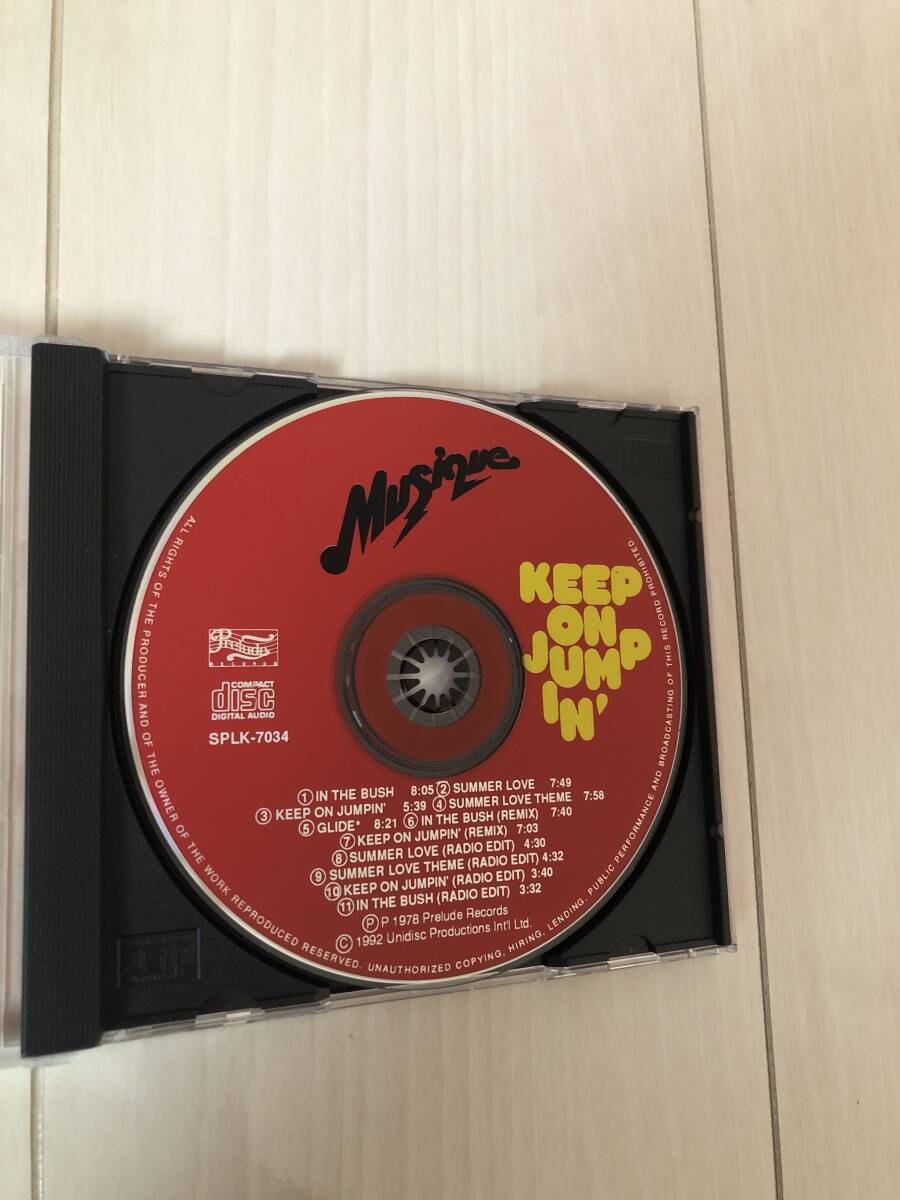 Musique
KEEP
ON
JUMP
IN'
Prelude
RECORDS
COMPACT
disc
DIGITAL AUDIO
SPLK-7034
① IN THE BUSH 8:05 ② SUMMER LOVE 7:49
③ KEEP ON JUMPIN' 5:39 ④ SUMMER LOVE THEME 7:58
⑤ GLIDE* 8:21 ⑥ IN THE BUSH (REMIX) 7:40
⑦ KEEP ON JUMPIN' (REMIX) 7:03
⑧ SUMMER LOVE (RADIO EDIT) 4:30
⑨ SUMMER LOVE THEME (RADIO EDIT) 4:32
⑩ KEEP ON JUMPIN' (RADIO EDIT) 3:40
⑪ IN THE BUSH (RADIO EDIT) 3:32
Ⓟ P 1978 Prelude Records
© 1992 Unidisc Productions Int'l Ltd.
ALL RIGHTS OF THE PRODUCER AND OF THE OWNER OF THE WORK REPRODUCED RESERVED. UNAUTHORIZED COPYING, HIRING, LENDING, PUBLIC PERFORMANCE AND BROADCASTING OF THIS RECORD PROHIBITED